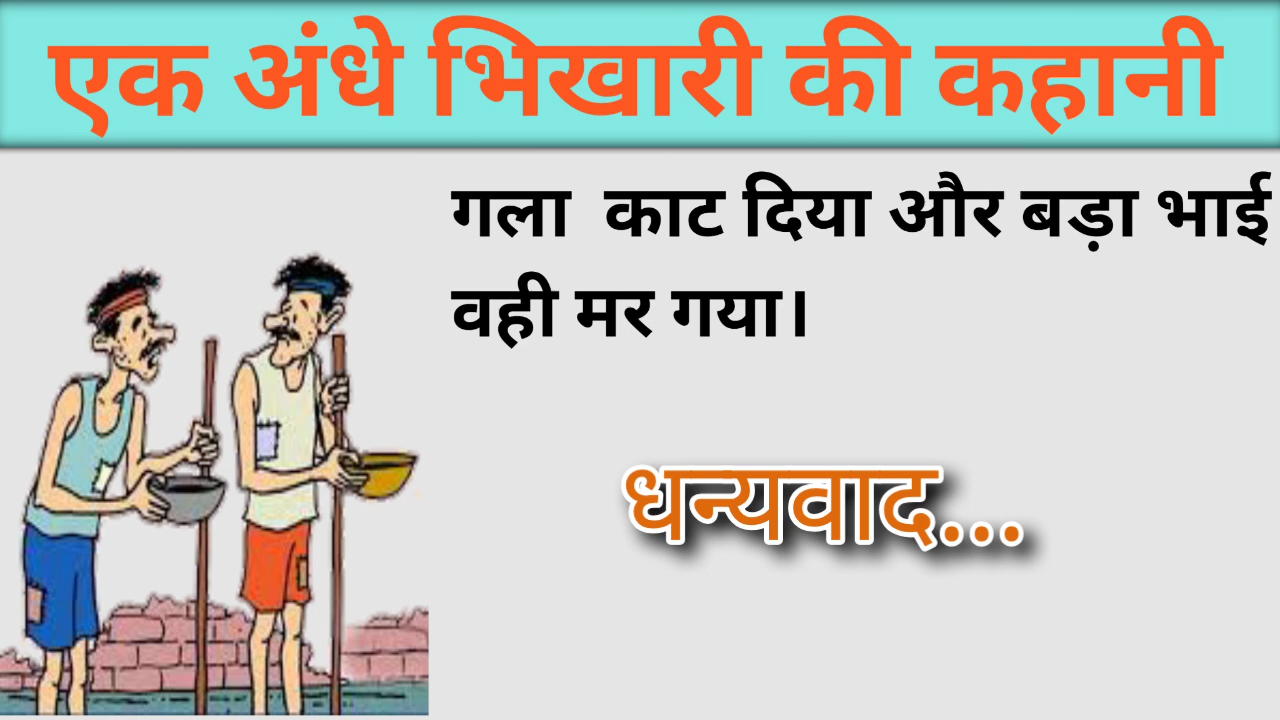 एक अंधे भिखारी की कहानी
गला काट दिया और बड़ा भाई
वही मर गया।
धन्यवाद...